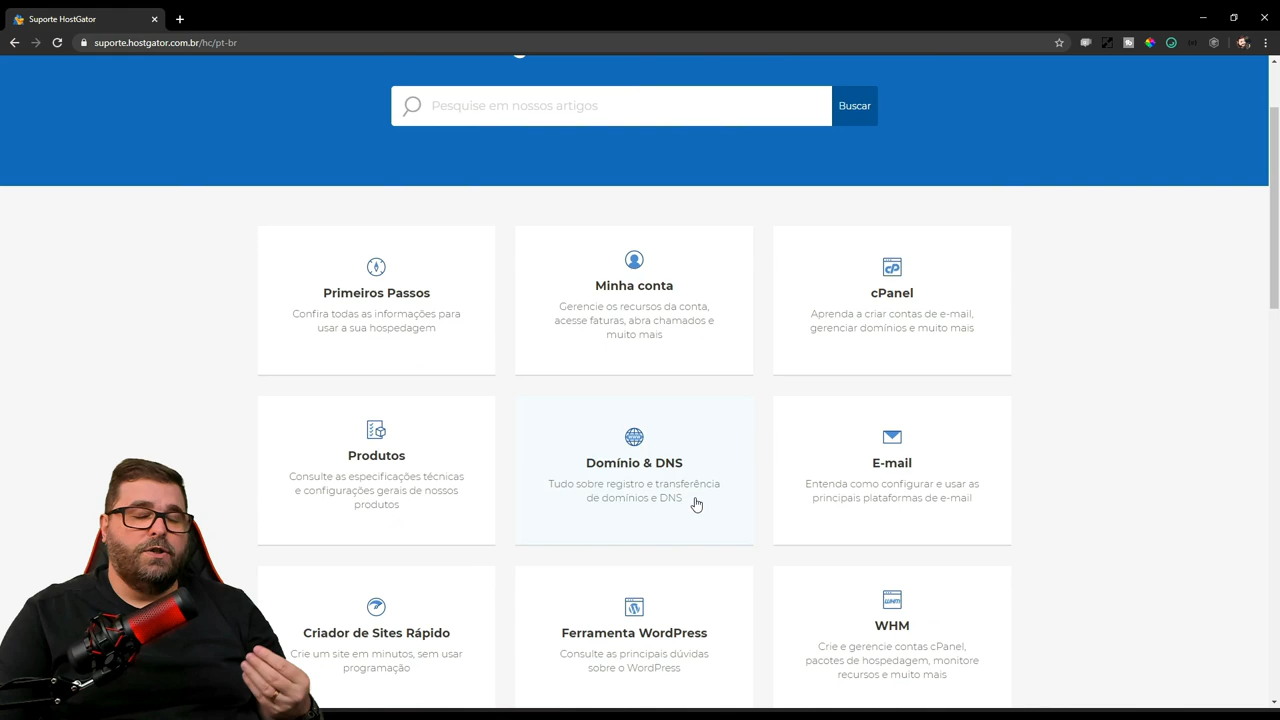 Suporte HostGator
suporte.hostgator.com.br/hc/pt-br
Pesquise em nossos artigos
Buscar
Primeiros Passos
Confira todas as informações para
usar a sua hospedagem
Minha conta
Gerencie os recursos da conta,
acesse faturas, abra chamados e
muito mais
cPanel
Aprenda a criar contas de e-mail,
gerenciar domínios e muito mais
Produtos
Consulte as especificações técnicas
e configurações gerais de nossos
produtos
Domínio & DNS
Tudo sobre registro e transferência
de domínios e DNS
E-mail
Entenda como configurar e usar as
principais plataformas de e-mail
Criador de Sites Rápido
Crie um site em minutos, sem usar
programação
Ferramenta WordPress
Consulte as principais dúvidas
sobre o WordPress
WHM
WHM
Crie e gerencie contas cPanel,
pacotes de hospedagem, monitore
recursos e muito mais